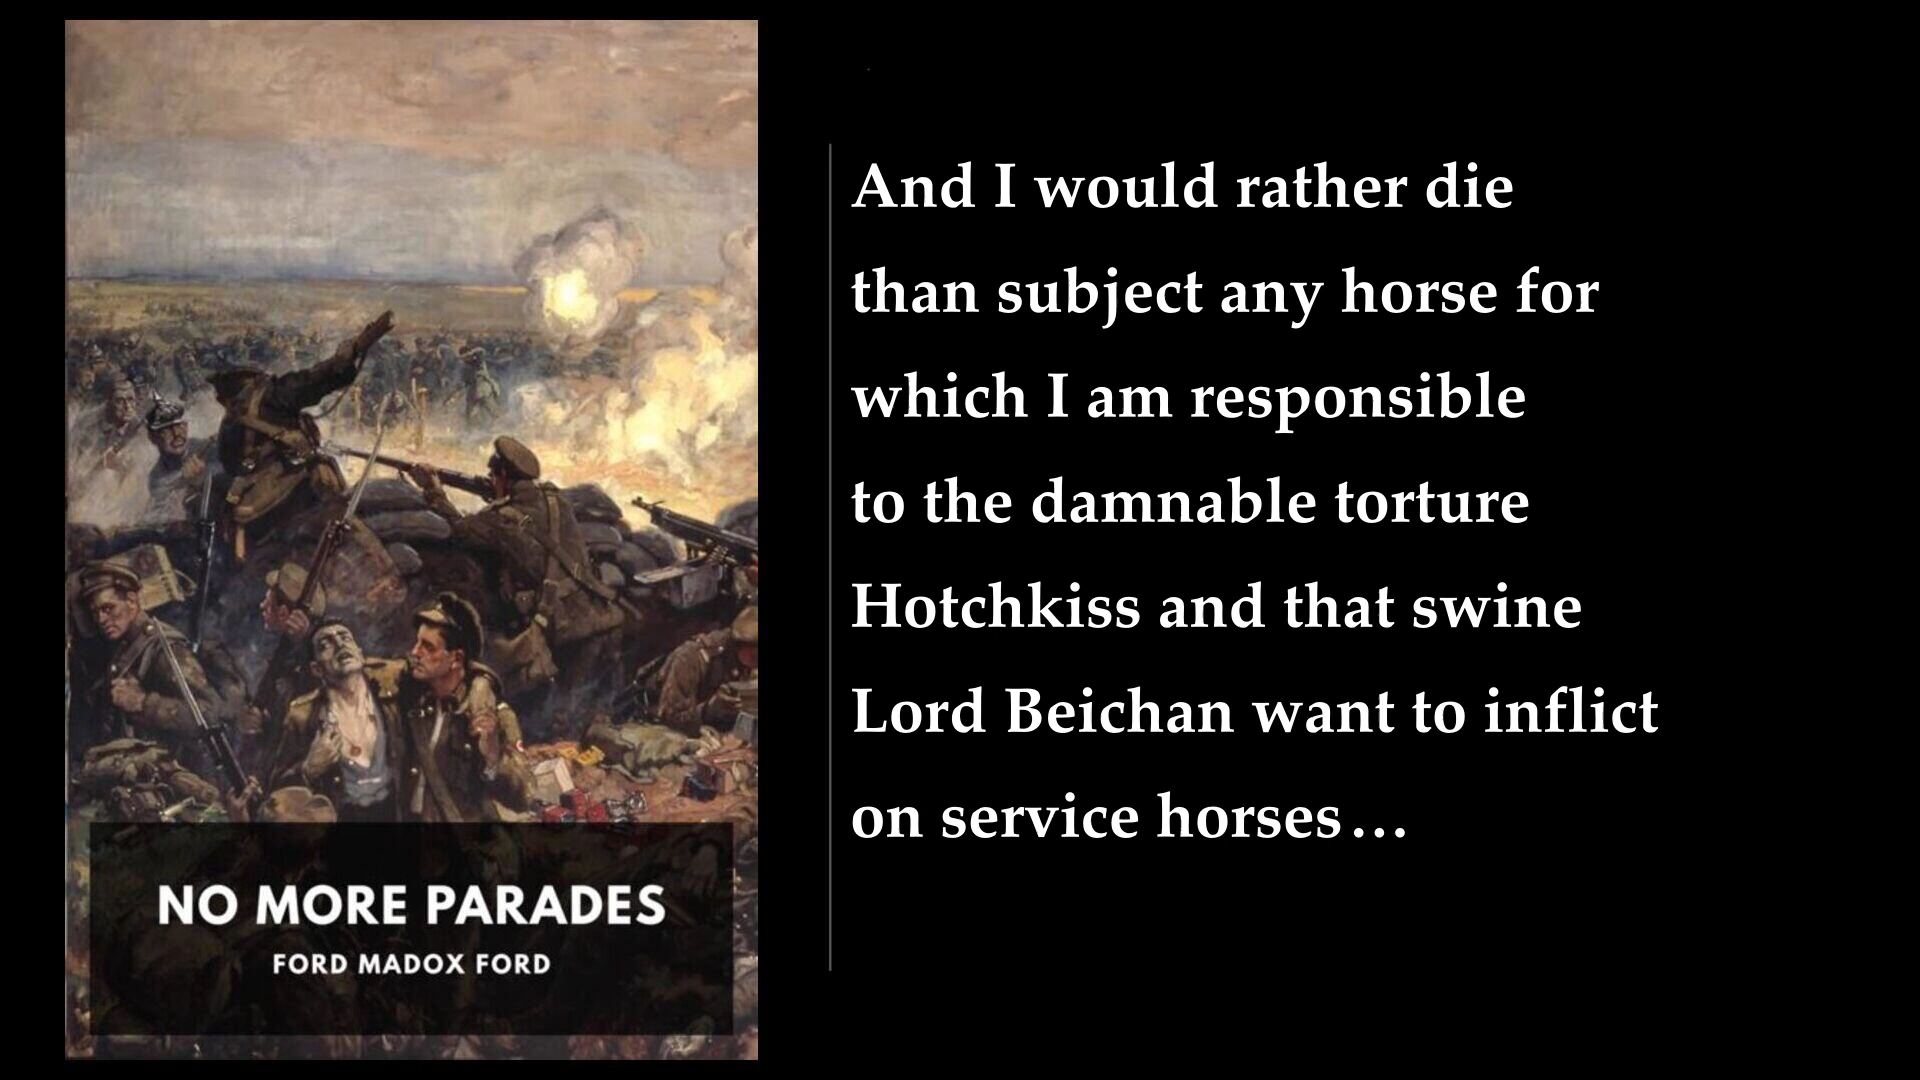 NO MORE PARADES
FORD MADOX FORD
And I would rather die
than subject any horse for
which I am responsible
to the damnable torture
Hotchkiss and that swine
Lord Beichan want to inflict
on service horses…